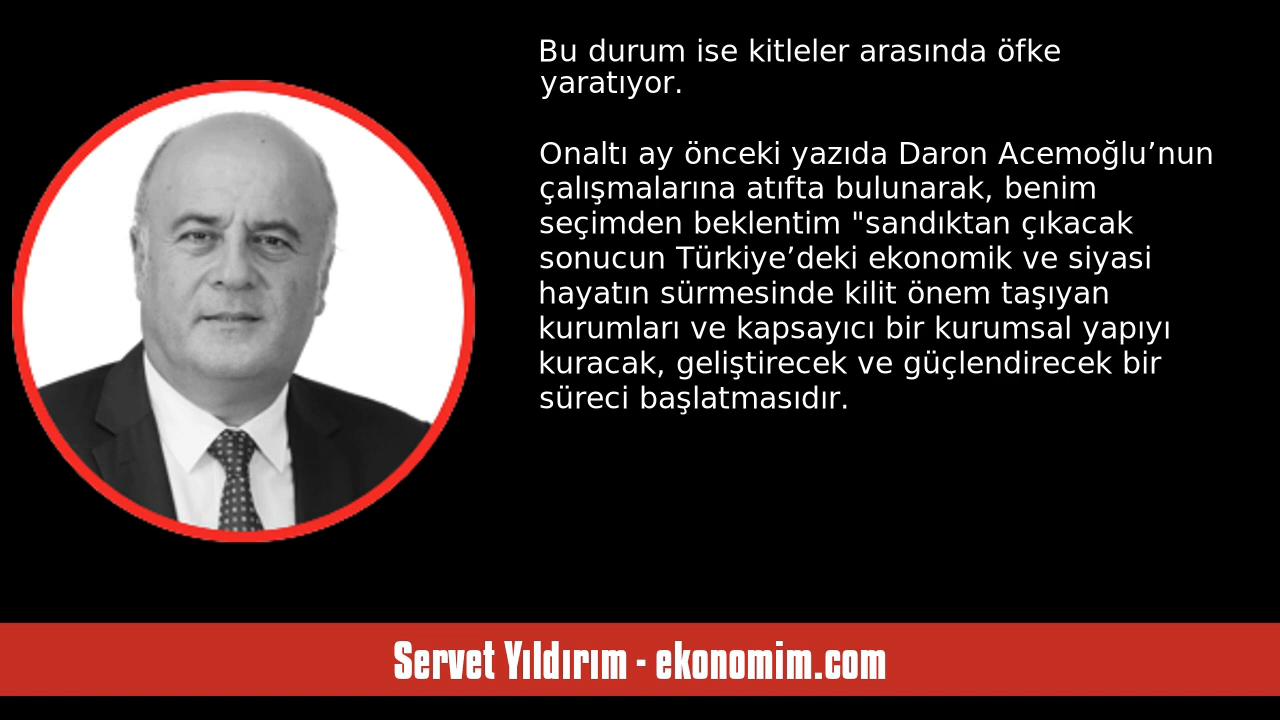 Bu durum ise kitleler arasında öfke
yaratıyor.
Onaltı ay önceki yazıda Daron Acemoğlu’nun
çalışmalarına atıfta bulunarak, benim
seçimden beklentim "sandıktan çıkacak
sonucun Türkiye’deki ekonomik ve siyasi
hayatın sürmesinde kilit önem taşıyan
kurumları ve kapsayıcı bir kurumsal yapıyı
kuracak, geliştirecek ve güçlendirecek bir
süreci başlatmasıdır.
Servet Yıldırım - ekonomim.com